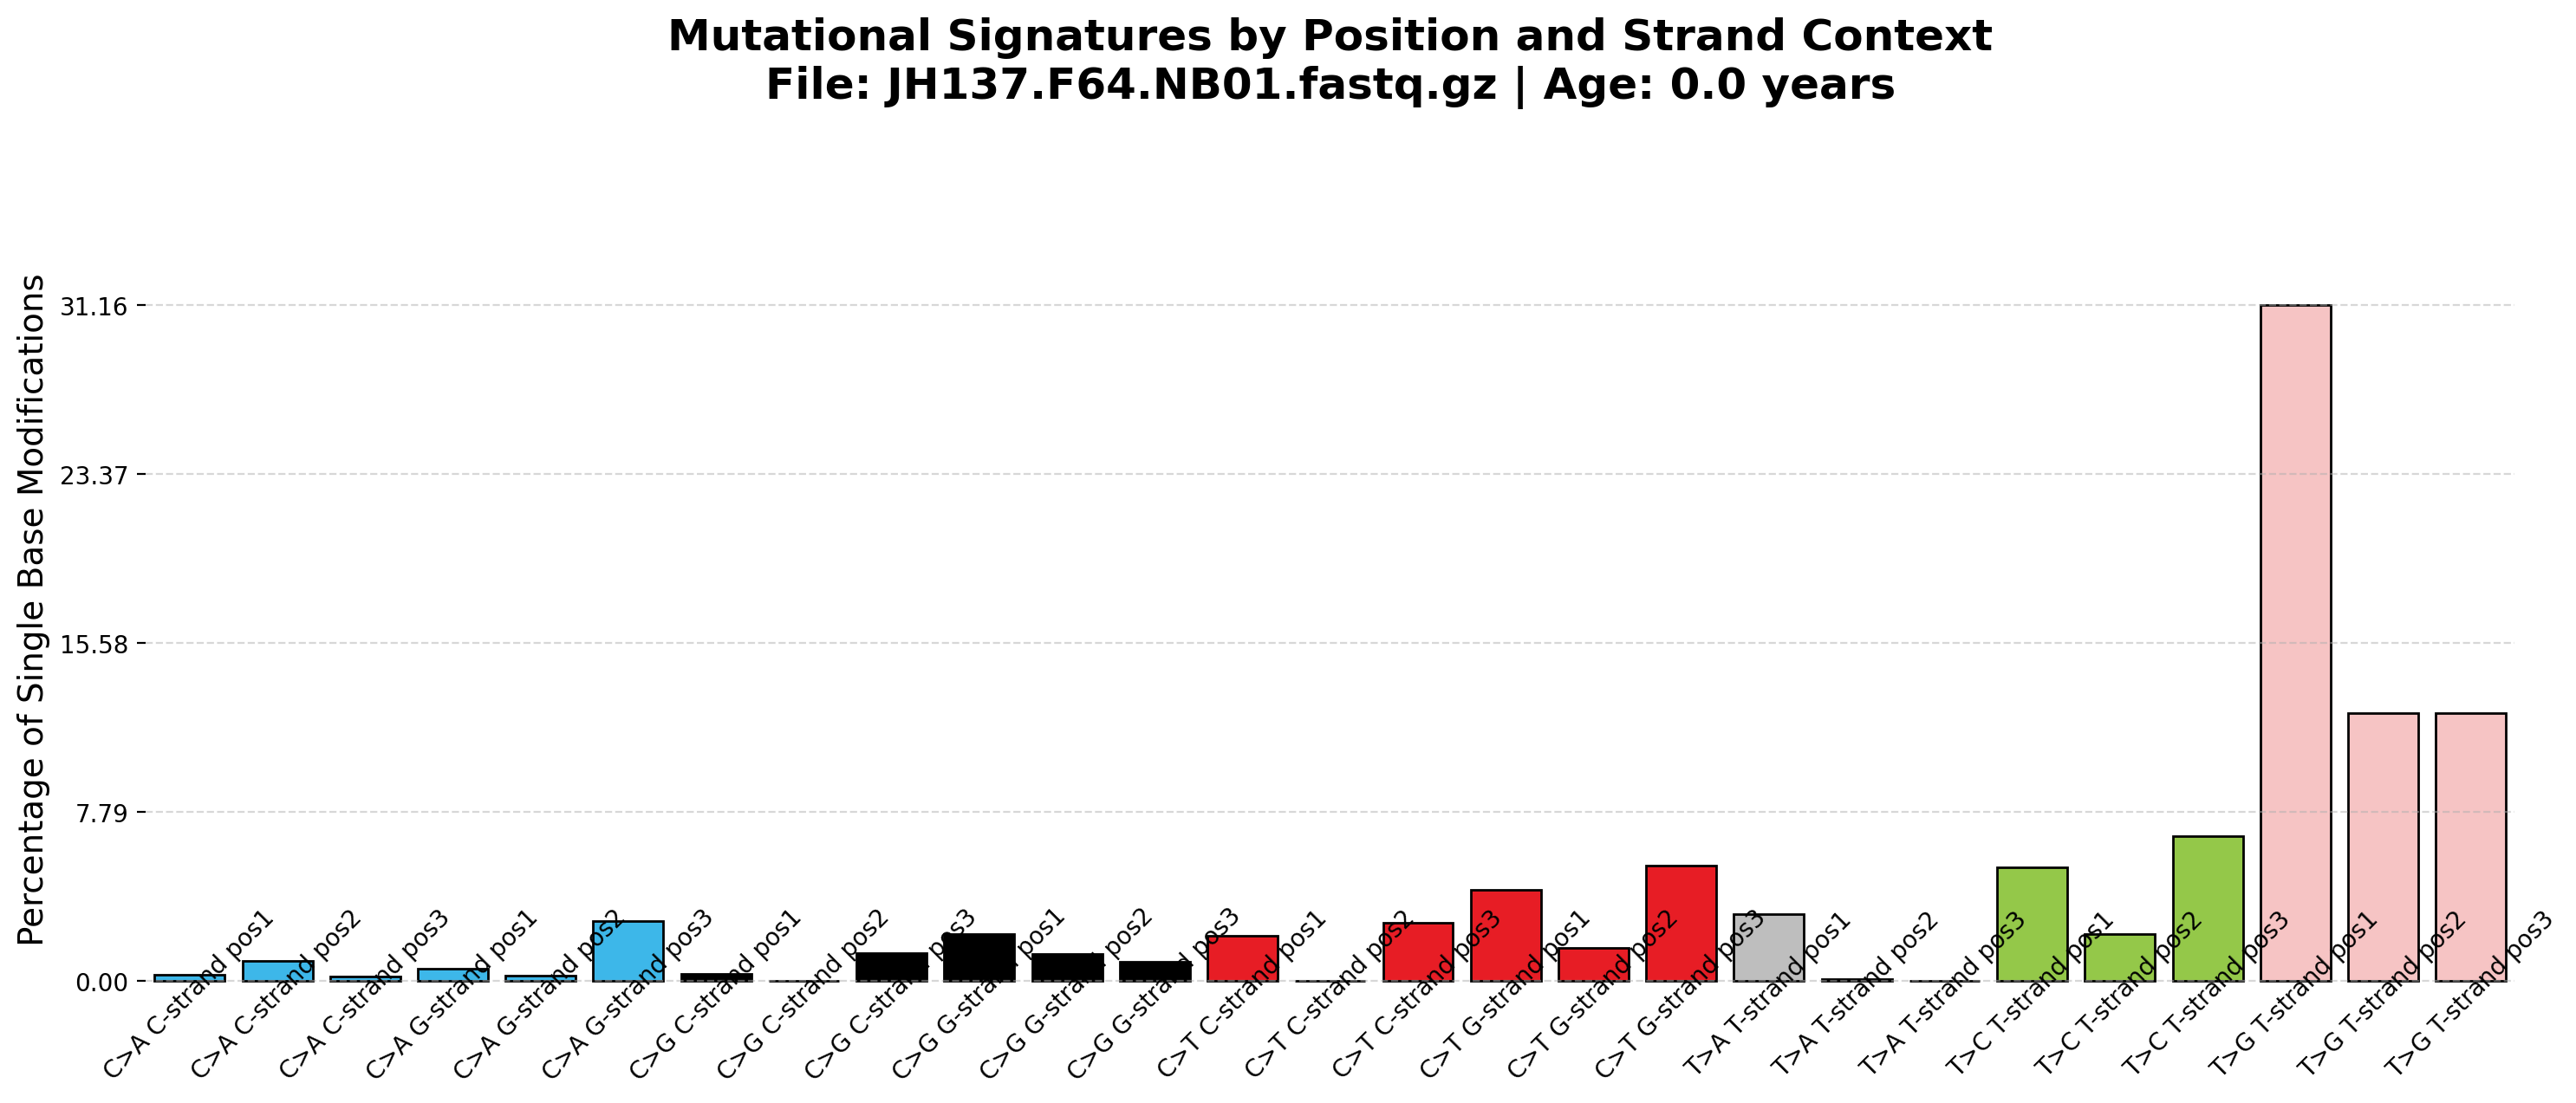 Mutational Signatures by Position and Strand Context
File: JH137.F64.NB01.fastq.gz | Age: 0.0 years
Percentage of Single Base Modifications
31.16
23.37
15.58
7.79
0.00
C>A C-strand pos1
C>A C-strand pos2
C>A C-strand pos3
C>A G-strand pos1
C>A G-strand pos2
C>A G-strand pos3
C>G C-strand pos1
C>G C-strand pos2
C>G C-strand pos3
C>G G-strand pos1
C>G G-strand pos2
C>G G-strand pos3
C>T C-strand pos1
C>T C-strand pos2
C>T C-strand pos3
C>T G-strand pos1
C>T G-strand pos2
C>T G-strand pos3
T>A T-strand pos1
T>A T-strand pos2
T>A T-strand pos3
T>C T-strand pos1
T>C T-strand pos2
T>C T-strand pos3
T>G T-strand pos1
T>G T-strand pos2
T>G T-strand pos3